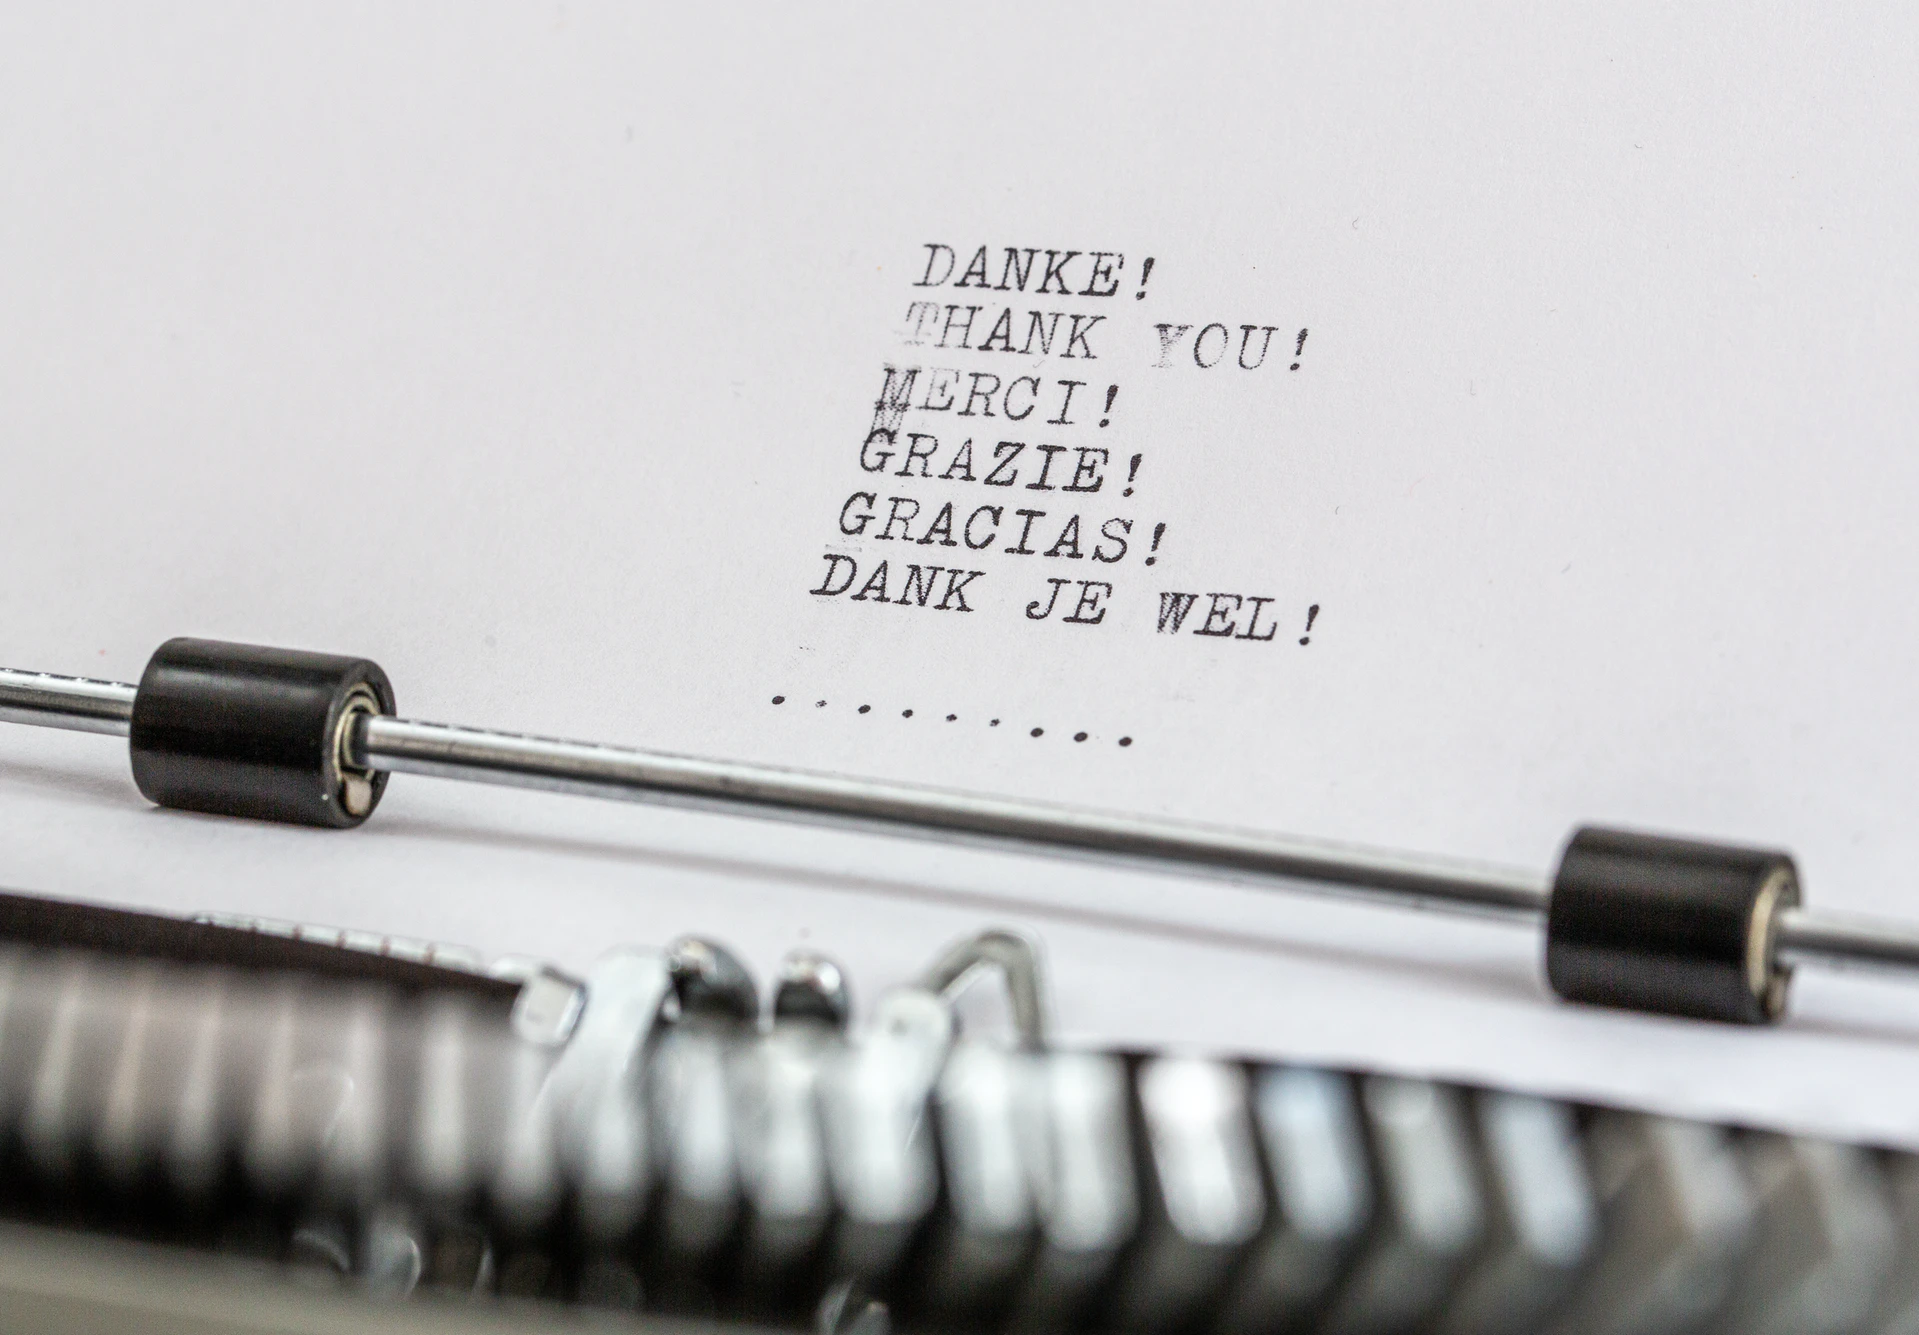 DANKE!
THANK YOU!
MERCI!
GRAZIE!
GRACIAS!
DANK JE WEL!
.........